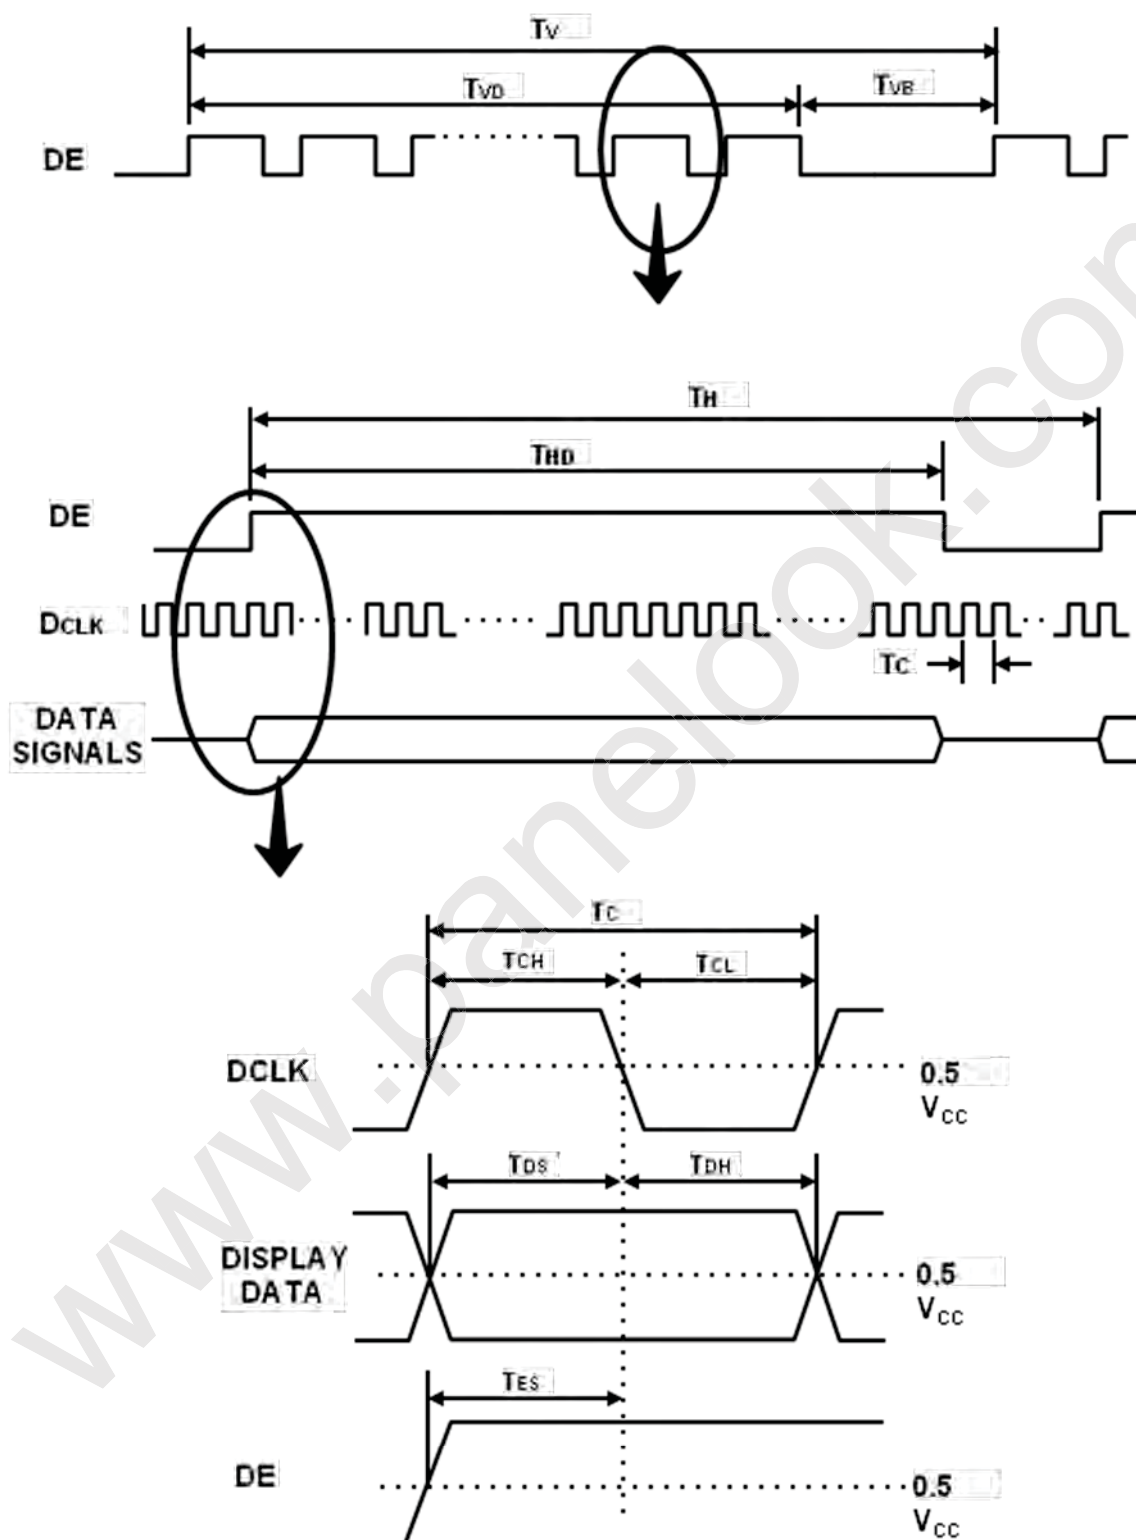 Tv
TVD
TVB
DE
TH
THD
DE
DCLK
TC
DATA
SIGNALS
TC
TCH
TCL
DCLK
0.5
VCC
TDS
TDH
DISPLAY
DATA
0.5
VCC
TES
DE
0.5
VCC
www.panelook.com